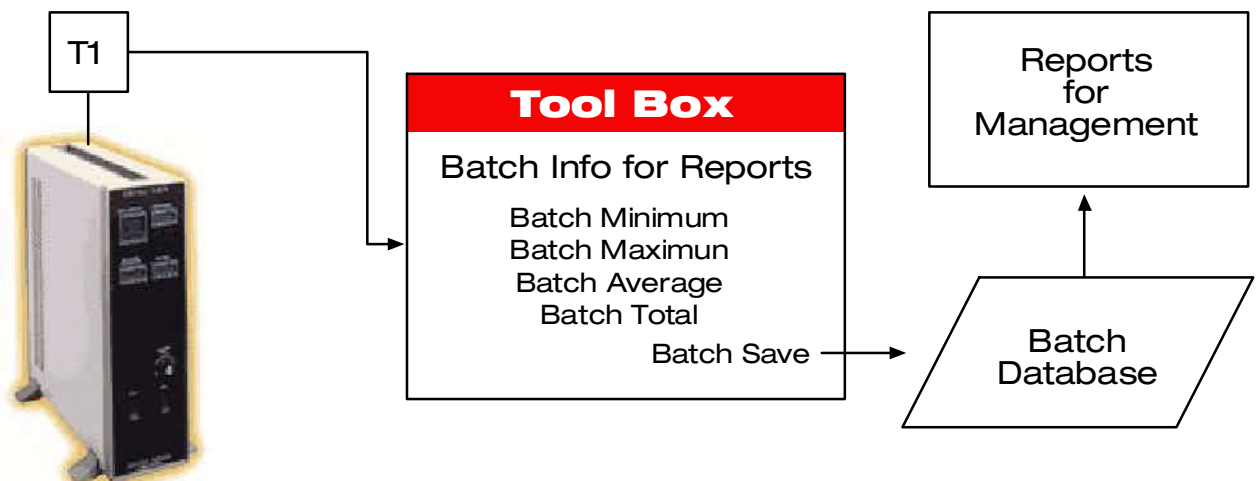 T1
Tool Box
Batch Info for Reports
Batch Minimum
Batch Maximun
Batch Average
Batch Total
Batch Save
Reports
for
Management
Batch
Database